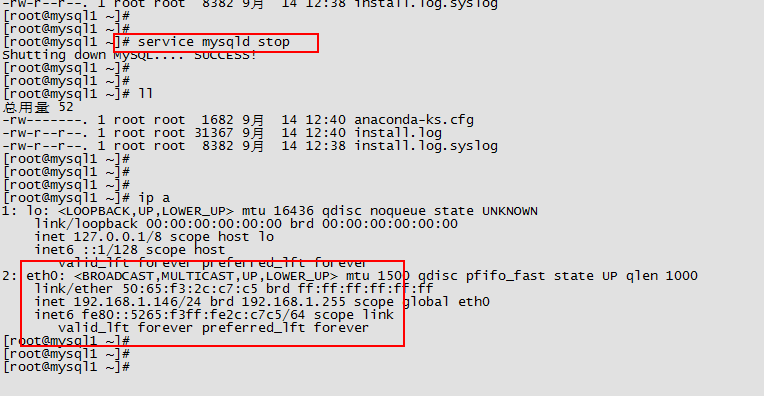 -rw-r--r--. 1 root root  8382 9月  14 12:38 install.log.syslog
[root@mysql1 ~]#
[root@mysql1 ~]#
[root@mysql1 ~]# service mysqld stop
Shutting down MySQL.... SUCCESS!
[root@mysql1 ~]#
[root@mysql1 ~]#
[root@mysql1 ~]# ll
总用量 52
-rw-------. 1 root root  1682 9月  14 12:40 anaconda-ks.cfg
-rw-r--r--. 1 root root 31367 9月  14 12:40 install.log
-rw-r--r--. 1 root root  8382 9月  14 12:38 install.log.syslog
[root@mysql1 ~]#
[root@mysql1 ~]#
[root@mysql1 ~]#
[root@mysql1 ~]# ip a
1: lo: <LOOPBACK,UP,LOWER_UP> mtu 16436 qdisc noqueue state UNKNOWN
    link/loopback 00:00:00:00:00:00 brd 00:00:00:00:00:00
    inet 127.0.0.1/8 scope host lo
    inet6 ::1/128 scope host
       valid_lft forever preferred_lft forever
2: eth0: <BROADCAST,MULTICAST,UP,LOWER_UP> mtu 1500 qdisc pfifo_fast state UP qlen 1000
    link/ether 50:65:f3:2c:c7:c5 brd ff:ff:ff:ff:ff:ff
    inet 192.168.1.146/24 brd 192.168.1.255 scope global eth0
    inet6 fe80::5265:f3ff:fe2c:c7c5/64 scope link
       valid_lft forever preferred_lft forever
[root@mysql1 ~]#
[root@mysql1 ~]#
[root@mysql1 ~]#